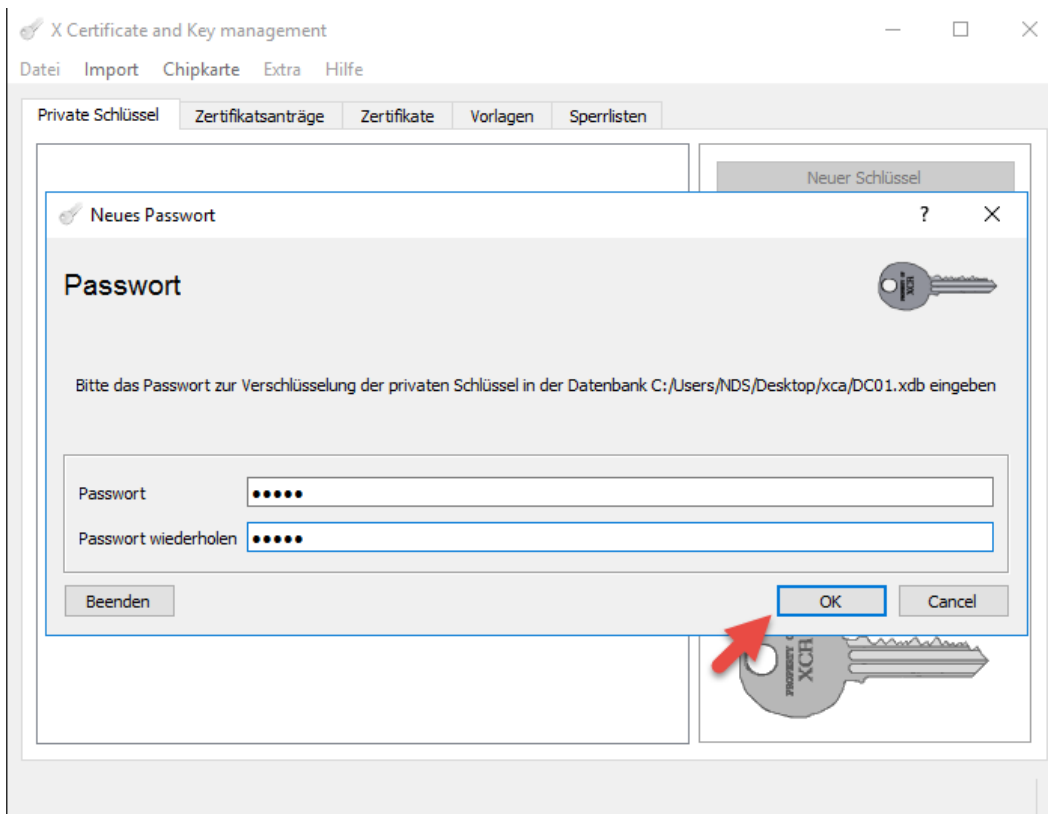 X Certificate and Key management
Datei Import Chipkarte Extra Hilfe
Private Schlüssel Zertifikatsanträge Zertifikate Vorlagen Sperrlisten
Neuer Schlüssel
Neues Passwort ?
Passwort
Bitte das Passwort zur Verschlüsselung der privaten Schlüssel in der Datenbank C:/Users/NDS/Desktop/xca/DC01.xdb eingeben
Passwort •••••
Passwort wiederholen •••••
Beenden OK Cancel
PROPERTY
XCA